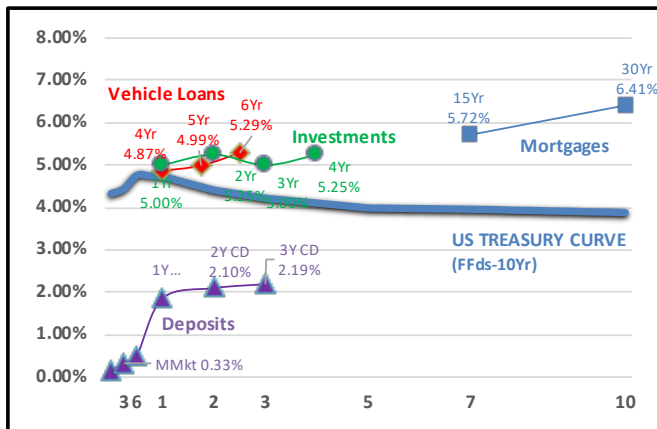 8.00%
7.00%
6.00%
5.00%
4.00%
3.00%
2.00%
1.00%
0.00%
30Yr
6.41%
15Yr
5.72%
Mortgages
Vehicle Loans
6Yr
5.29%
5Yr
4.99%
4Yr
4.87%
Investments
1Yr
5.00%
2Yr
5.25%
3Yr
4Yr
5.25%
US TREASURY CURVE
(FFds-10Yr)
3Y CD
2.19%
2Y CD
2.10%
1Y...
Deposits
MMkt 0.33%
3 6 1 2 3 5 7 10